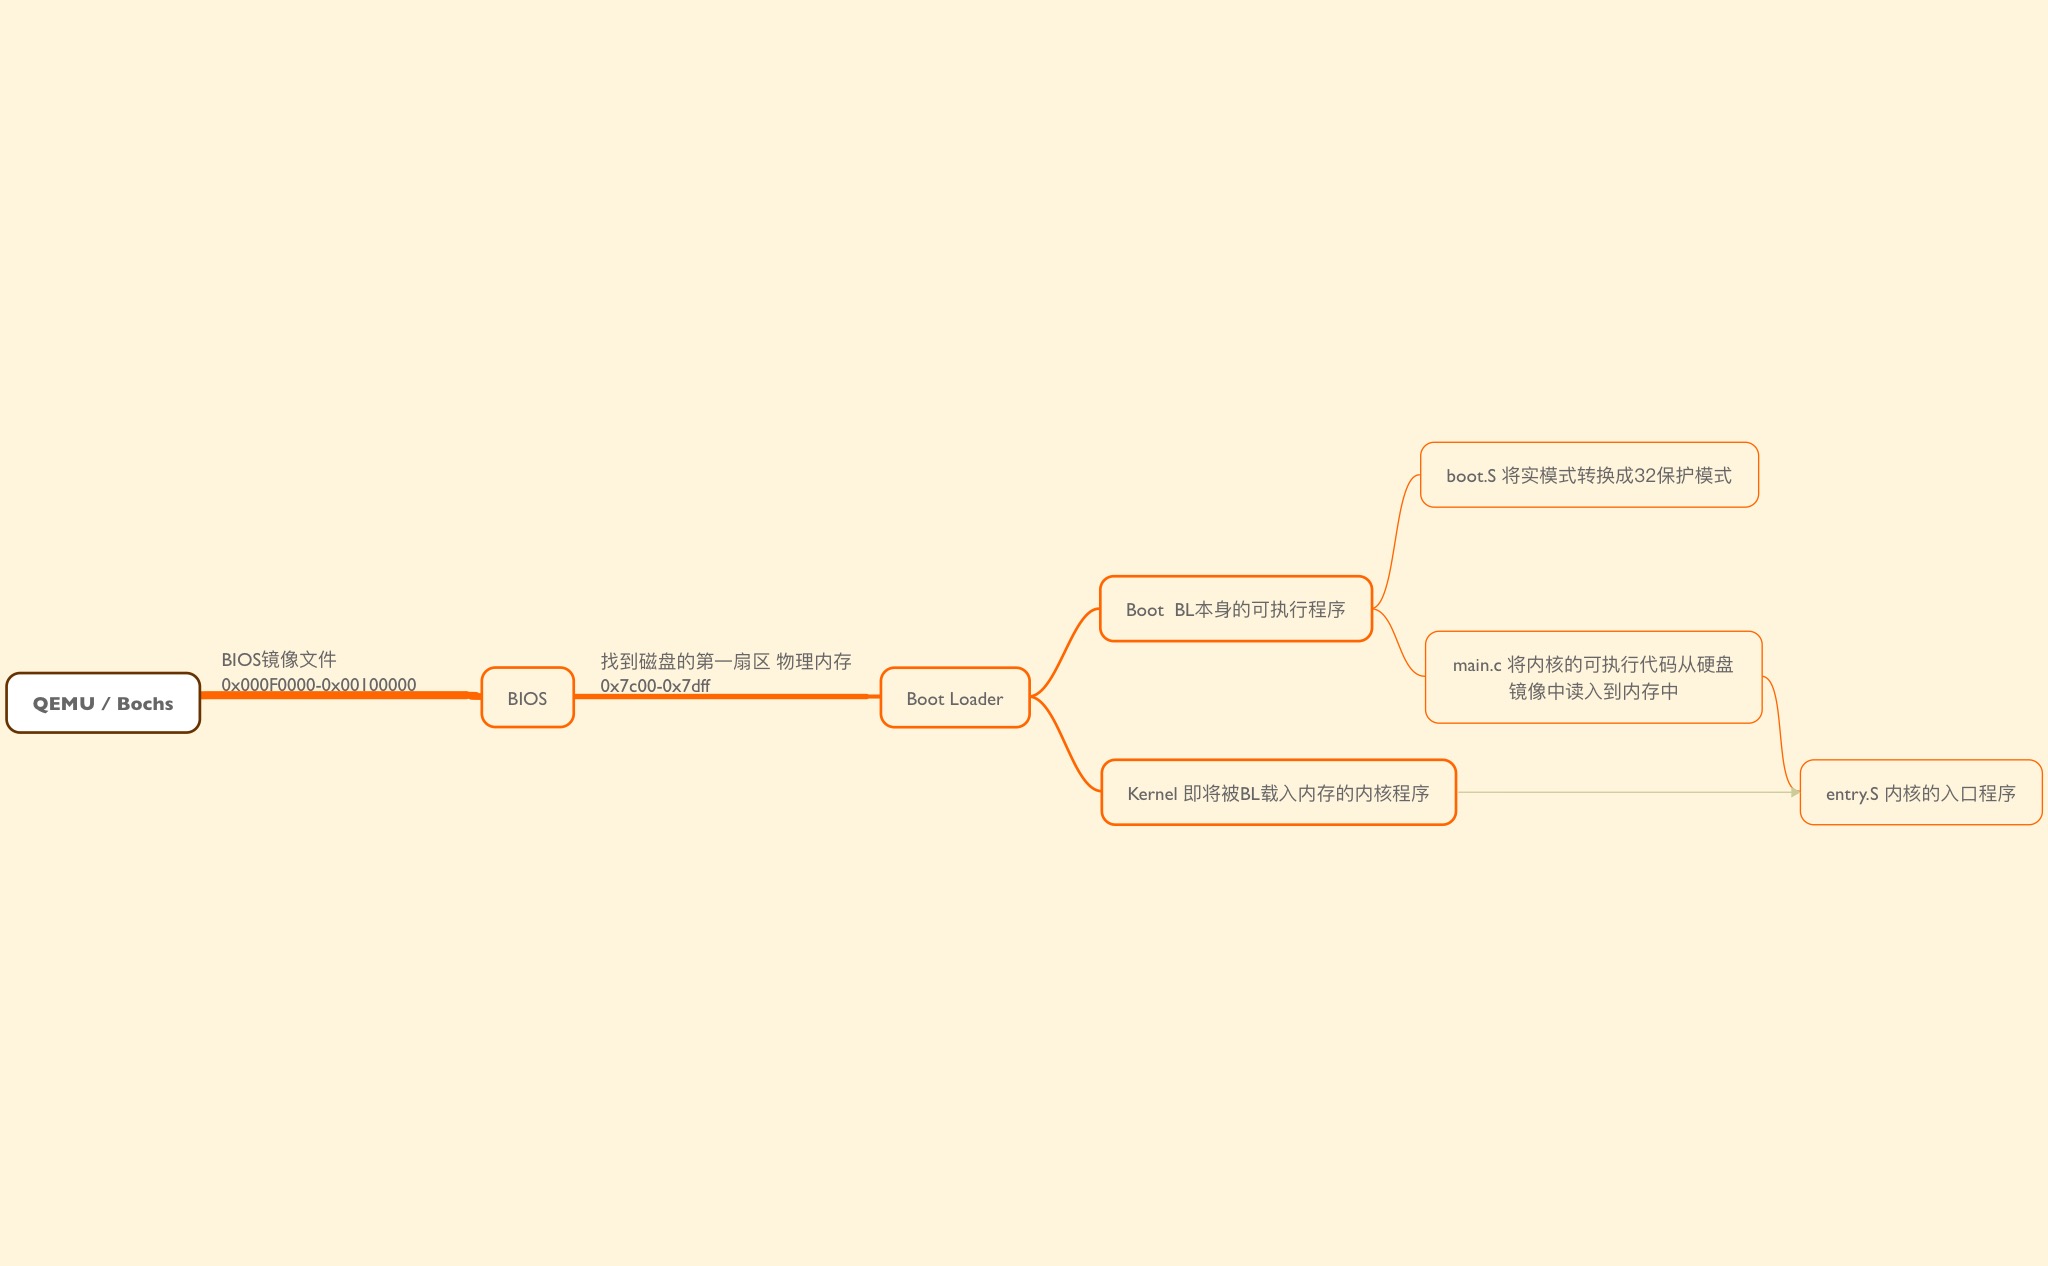 QEMU / Bochs
BIOS镜像文件
0x000F0000-0x00100000
BIOS
找到磁盘的第一扇区 物理内存
0x7c00-0x7dff
Boot Loader
Boot  BL本身的可执行程序
boot.S 将实模式转换成32保护模式
main.c 将内核的可执行代码从硬盘
镜像中读入到内存中
Kernel 即将被BL载入内存的内核程序
entry.S 内核的入口程序